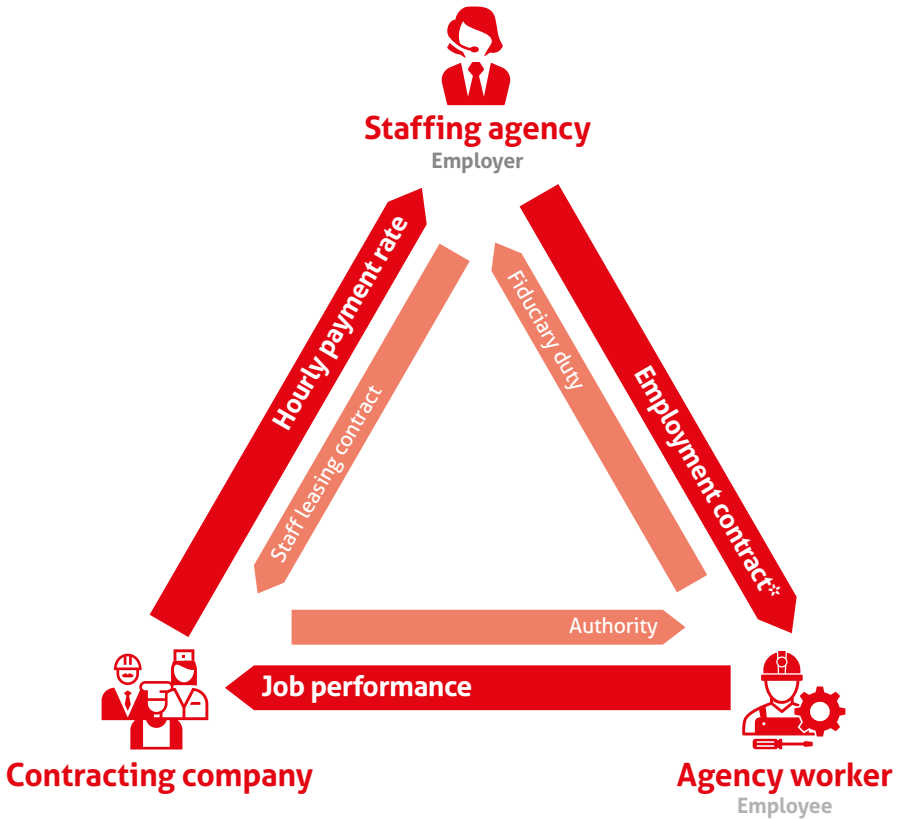 Staffing agency
Employer
Hourly payment rate
Staff leasing contract
Fiduciary duty
Employment contract*
Authority
Job performance
Contracting company
Agency worker
Employee